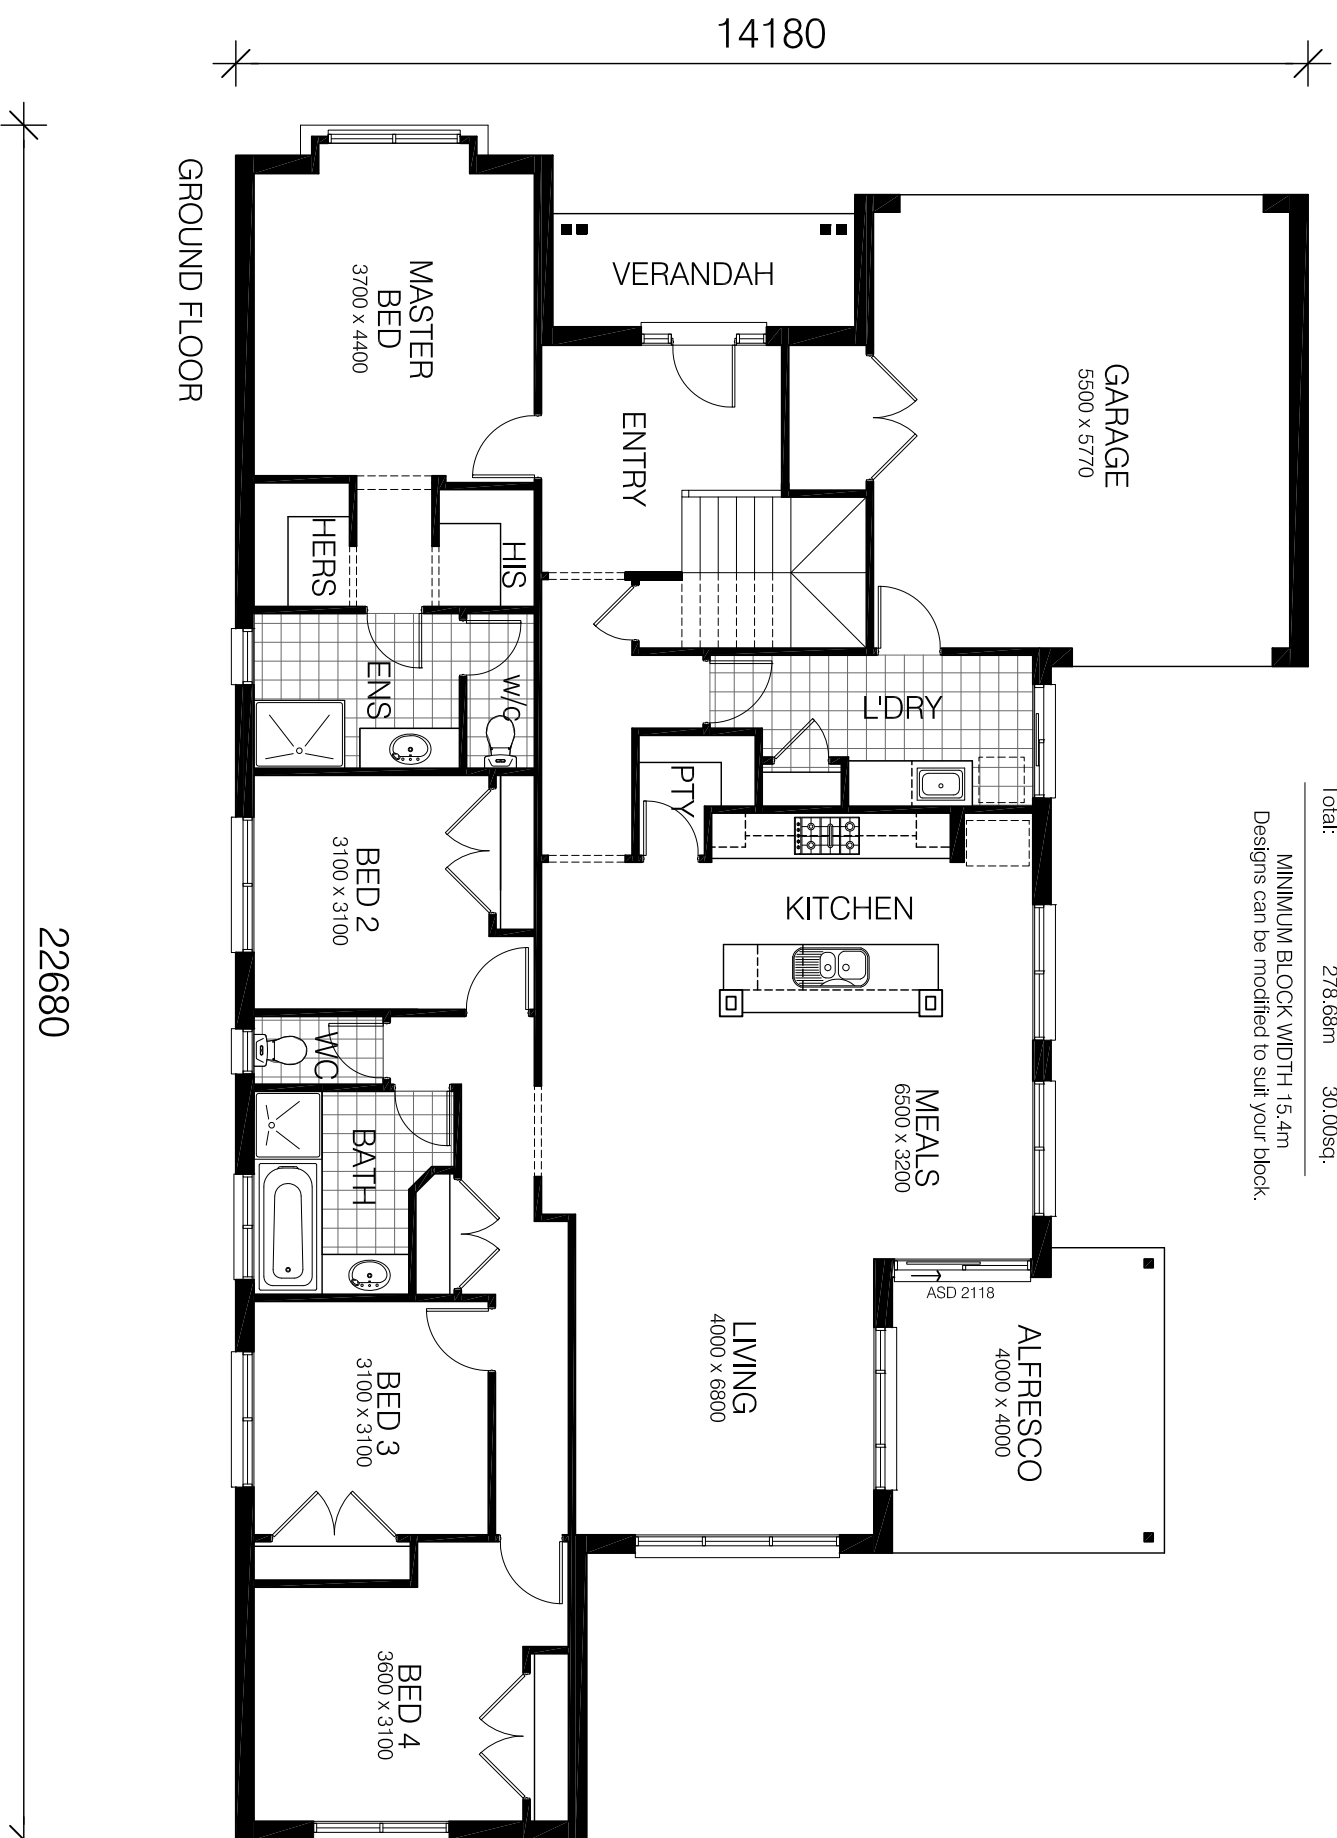 14180
22680
GROUND FLOOR
Total: 278.68m 30.00sq.
MINIMUM BLOCK WIDTH 15.4m
Designs can be modified to suit your block.
VERANDAH
GARAGE
5500 x 5770
MASTER
BED
3700 x 4400
ENTRY
HERS
HIS
ENS
W/c
L'DRY
PTY
KITCHEN
BED 2
3100 x 3100
WC
BATH
MEALS
6500 x 3200
ASD 2118
ALFRESCO
4000 x 4000
LIVING
4000 x 6800
BED 3
3100 x 3100
BED 4
3600 x 3100